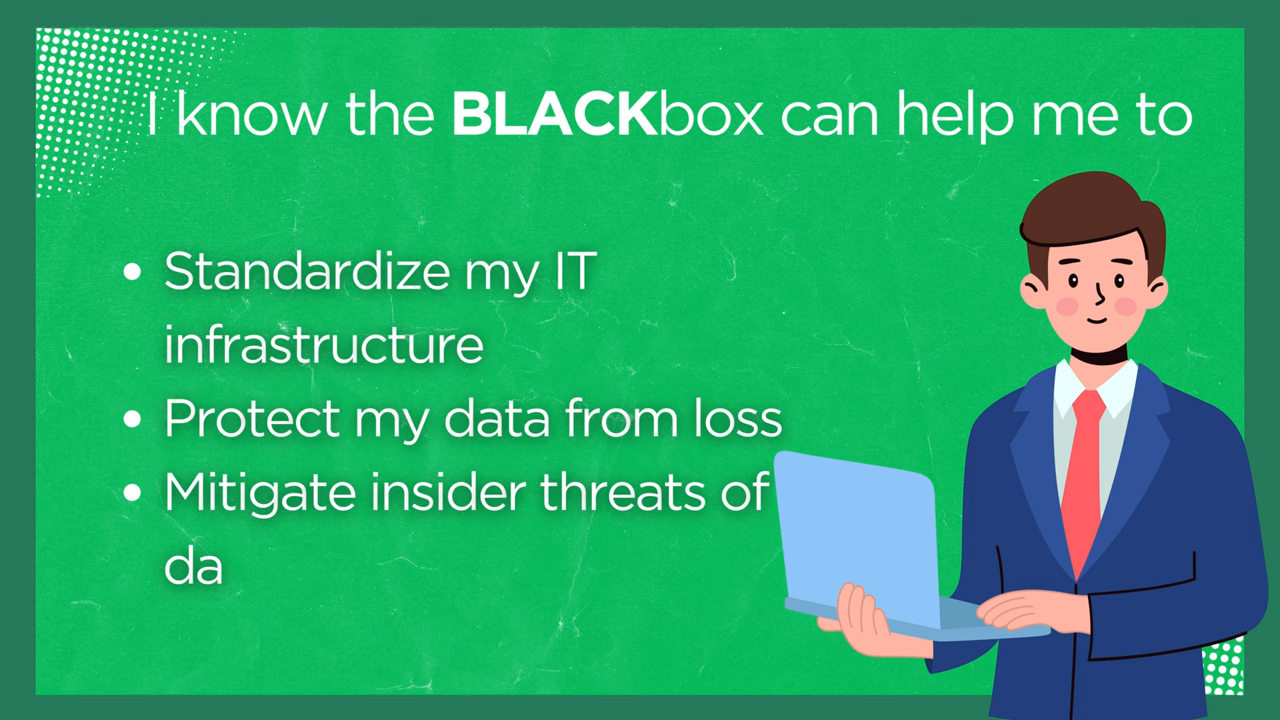 I know the BLACKbox can help me to
• Standardize my IT
infrastructure
• Protect my data from loss
• Mitigate insider threats of
da